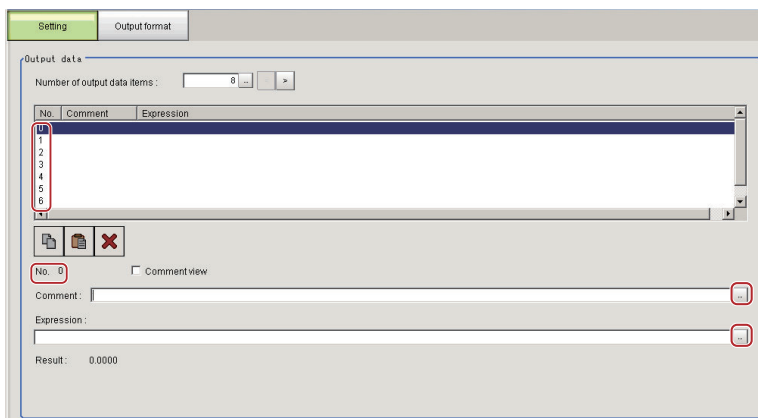 Setting Output format
Output data
Number of output data items : 8 .. < >
No. Comment Expression
0
1
2
3
4
5
6
No. 0 Comment view
Comment : ..
Expression :
..
Result : 0.0000